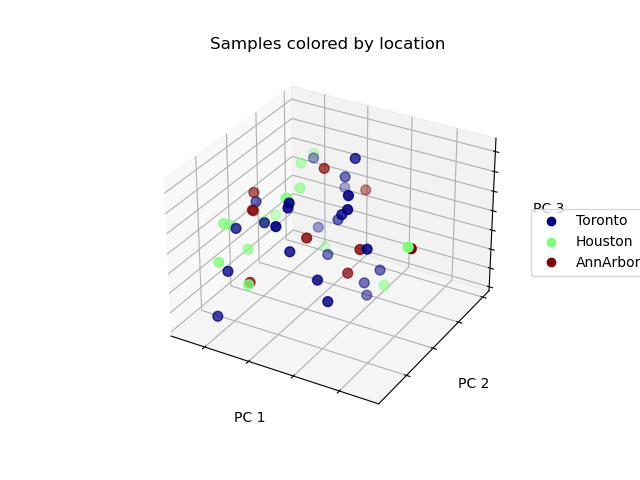 Samples colored by location
PC 3
Toronto
Houston
AnnArbor
PC 2
PC 1